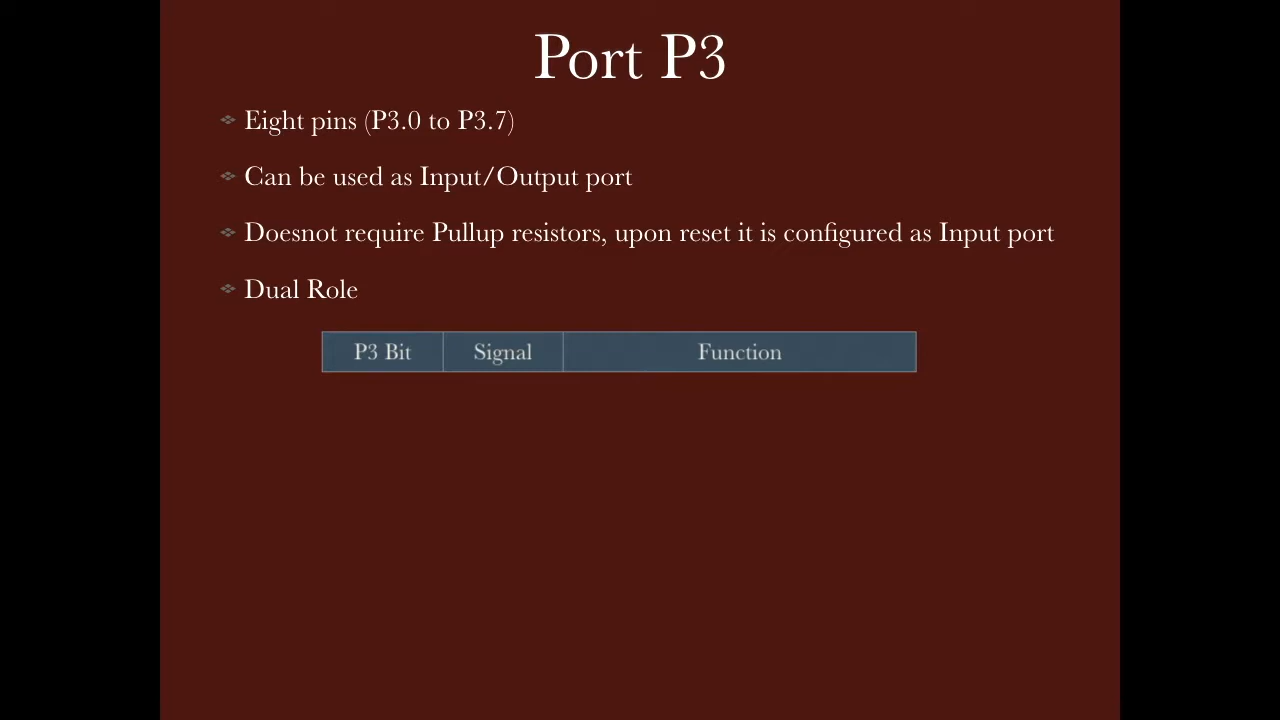 Port P3
Eight pins (P3.0 to P3.7)
Can be used as Input/Output port
Doesnot require Pullup resistors, upon reset it is configured as Input port
Dual Role
P3 Bit Signal Function